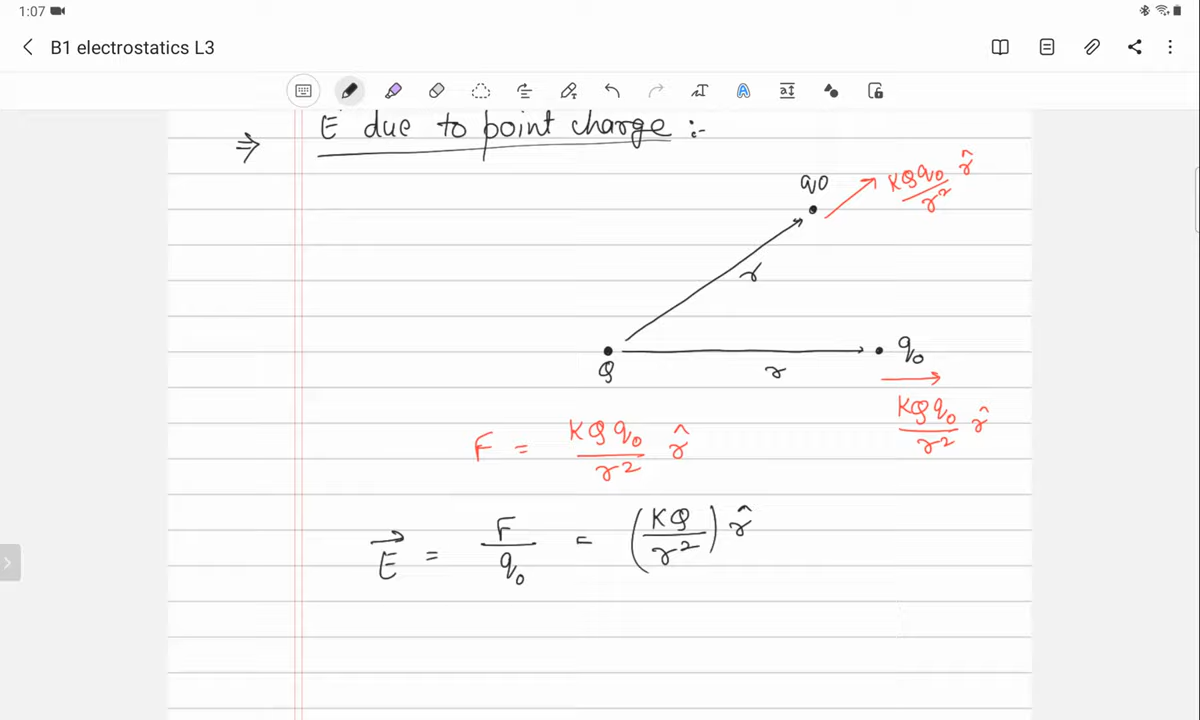 1:07
B1 electrostatics L3
⇒ E due to point charge :-
q0
KQq0/r² r̂
r
Q
r
q₀
KQq₀/r² r̂
F = KQq₀/r² r̂
E⃗ = F/q₀ = (KQ/r²) r̂